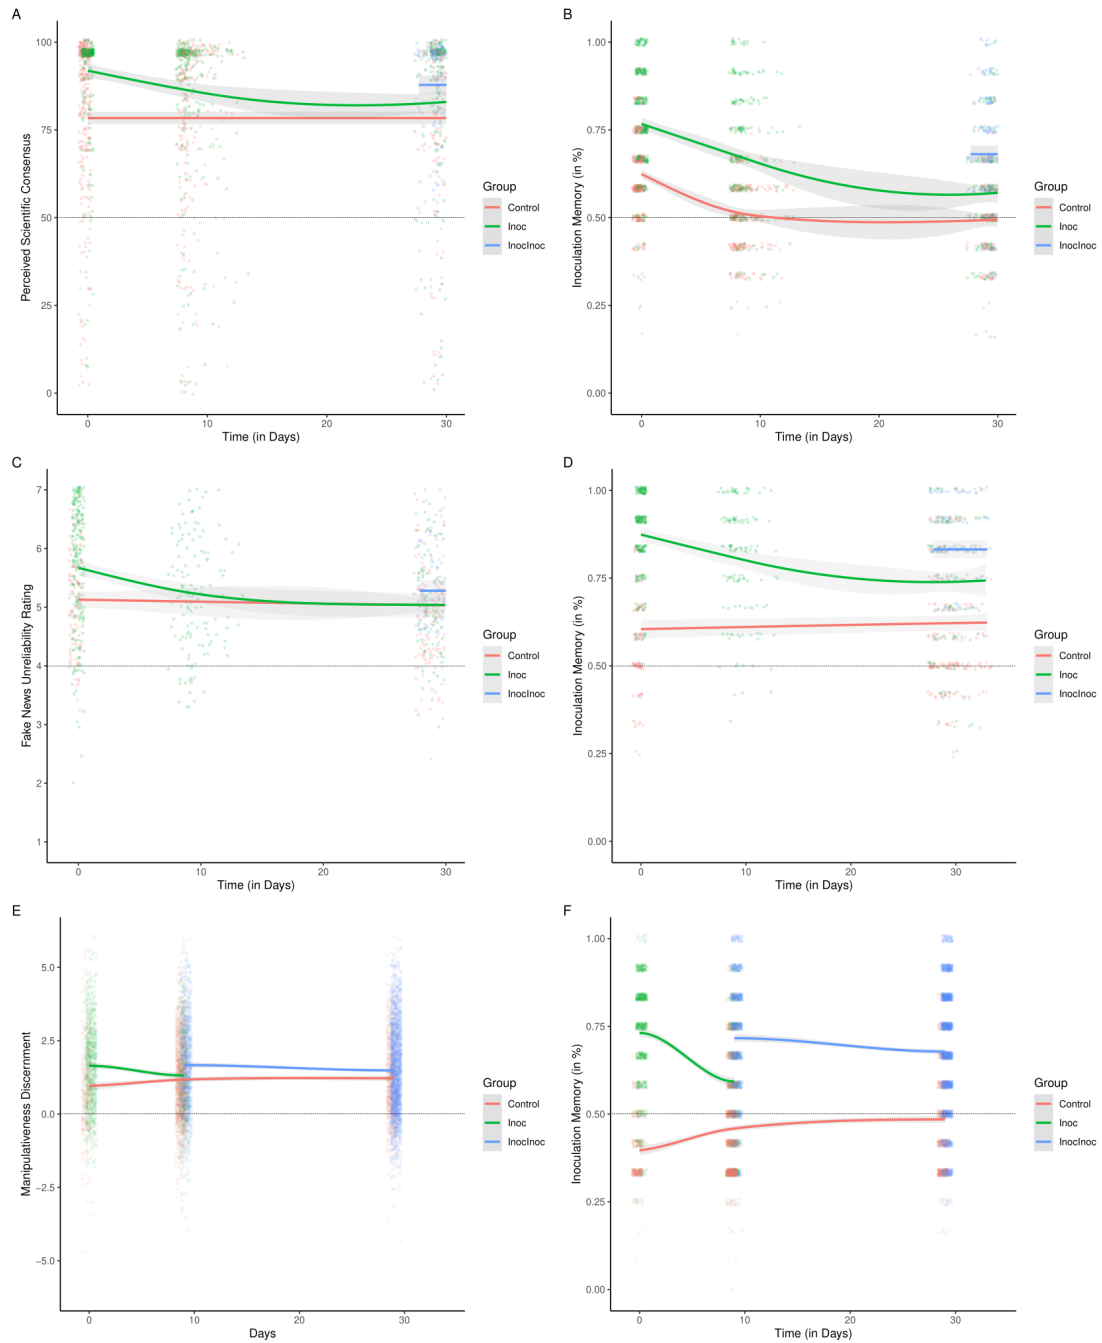 A
100
75
50
25
0
Perceived Scientific Consensus
0 10 20 30
Time (in Days)
Group
Control
Inoc
InocInoc
B
1.00
0.75
0.50
0.25
0.00
Inoculation Memory (in %)
0 10 20 30
Time (in Days)
Group
Control
Inoc
InocInoc
C
7
6
5
4
3
2
1
Fake News Unreliability Rating
0 10 20 30
Time (in Days)
Group
Control
Inoc
InocInoc
D
1.00
0.75
0.50
0.25
0.00
Inoculation Memory (in %)
0 10 20 30
Time (in Days)
Group
Control
Inoc
InocInoc
E
5.0
2.5
0.0
−2.5
−5.0
Manipulativeness Discernment
0 10 20 30
Days
Group
Control
Inoc
InocInoc
F
1.00
0.75
0.50
0.25
0.00
Inoculation Memory (in %)
0 10 20 30
Time (in Days)
Group
Control
Inoc
InocInoc